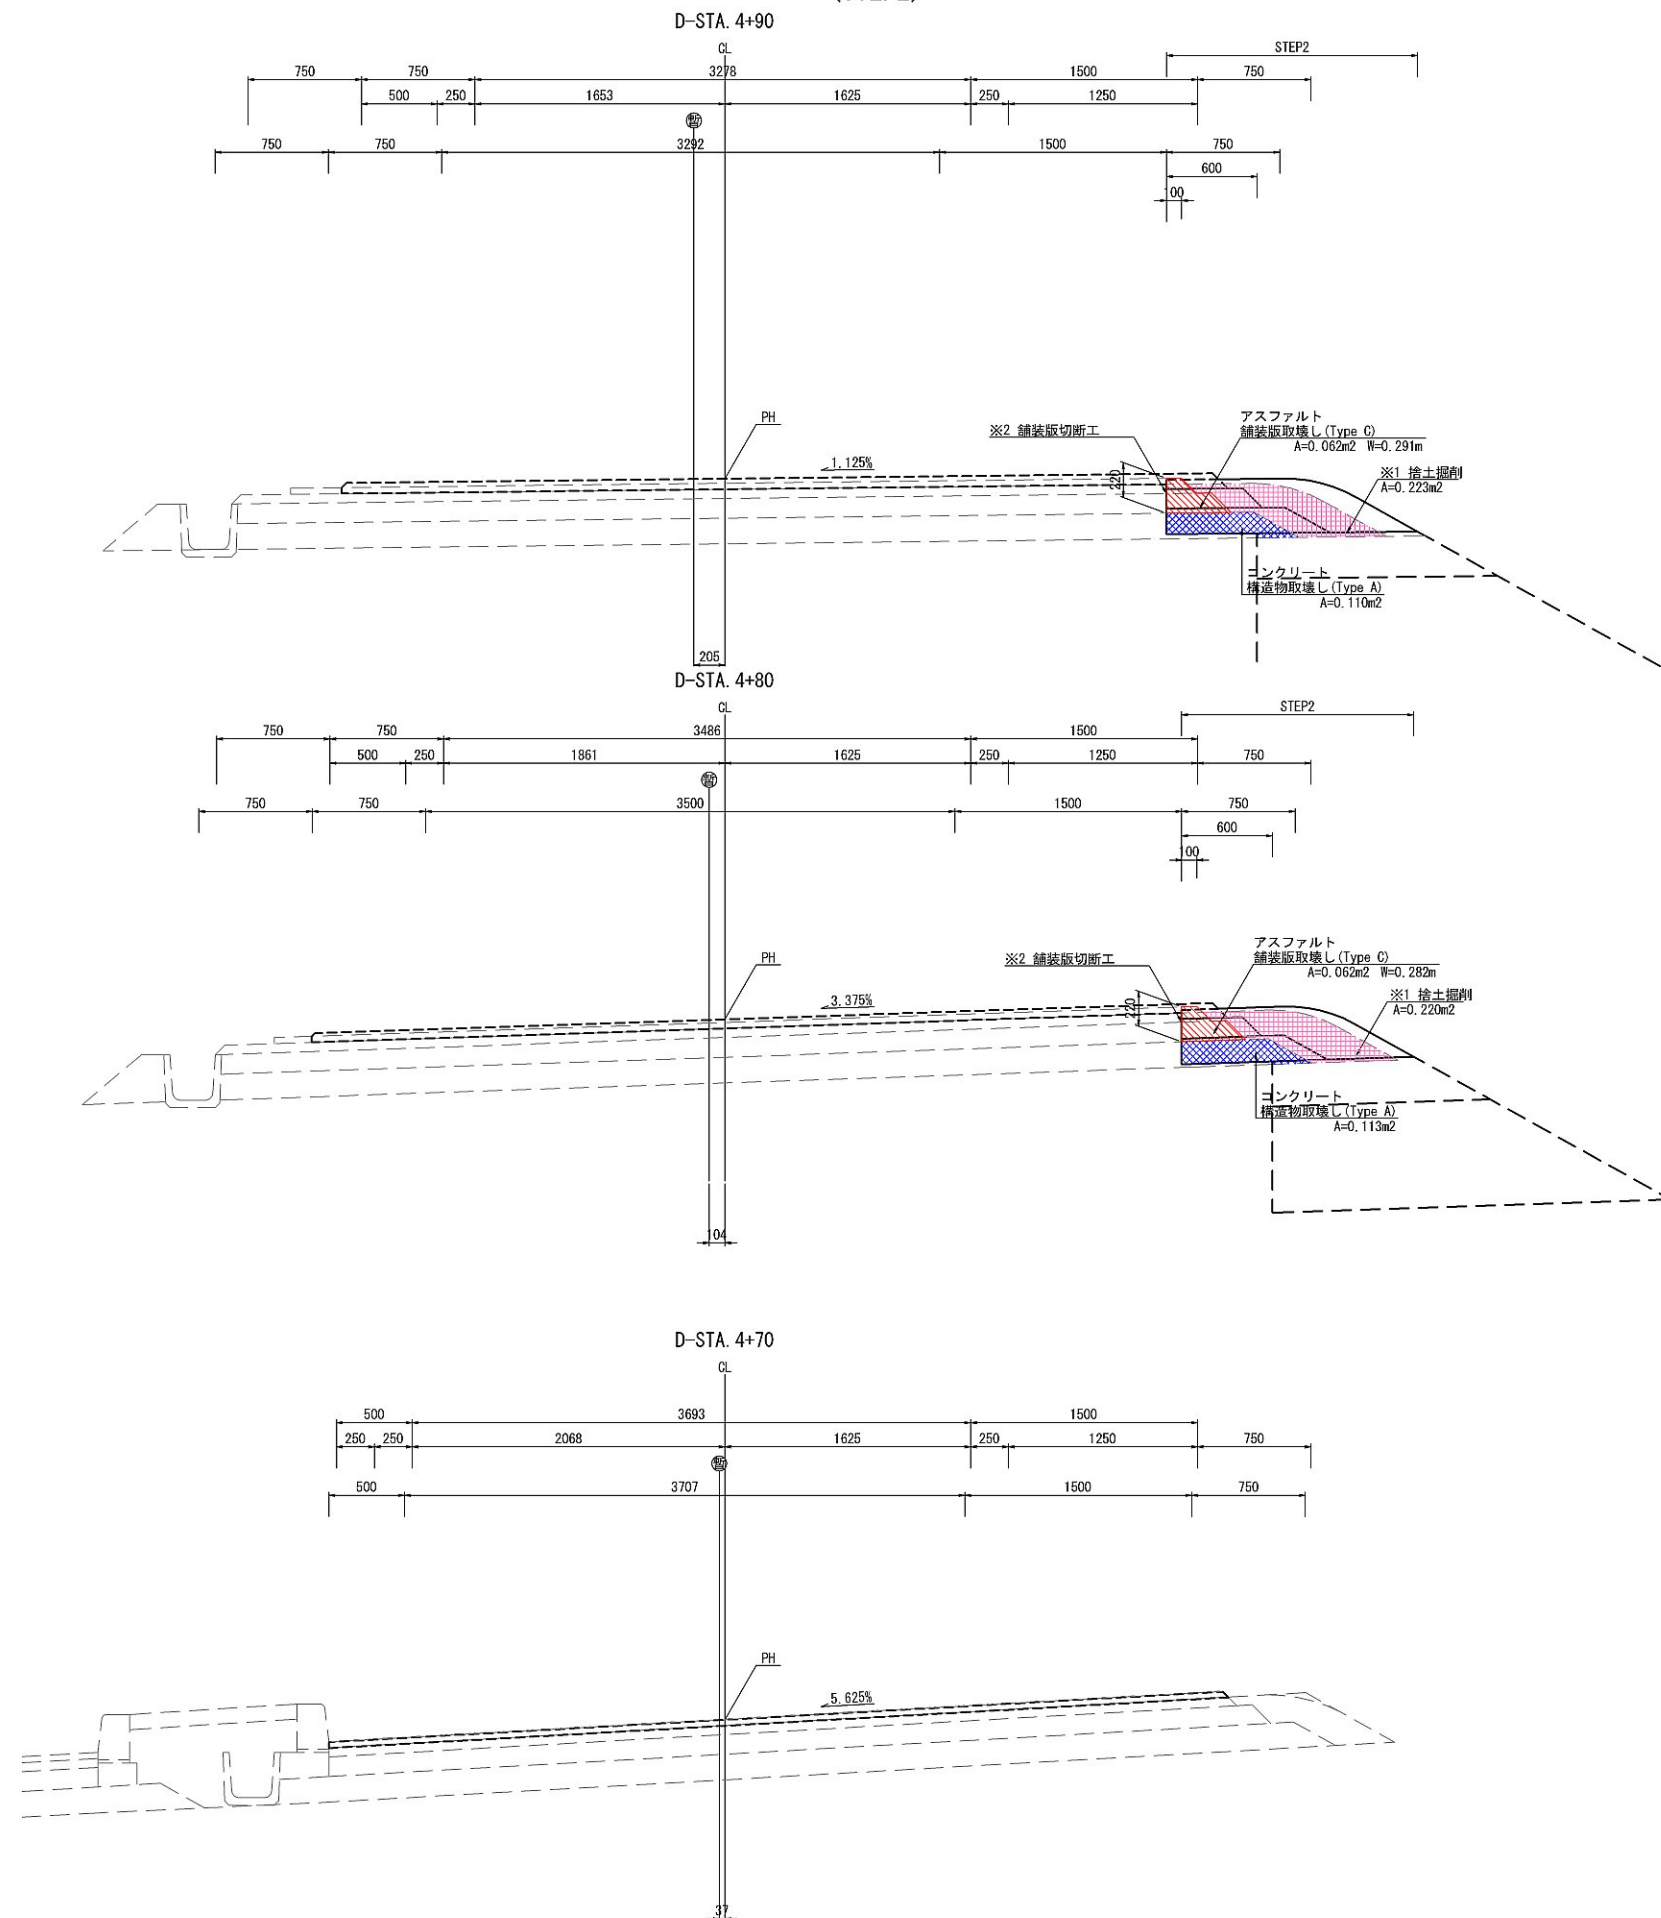 D-STA. 4+90
CL
STEP2
750 750 3278 1500 750
500 250 1653 1625 250 1250
暫
750 750 3292 1500 750
600
100
PH
1.125%
※2 舗装版切断工
220
アスファルト
舗装版取壊し(Type C)
A=0.062m2 W=0.291m
※1 捨土掘削
A=0.223m2
コンクリート
構造物取壊し(Type A)
A=0.110m2
205
D-STA. 4+80
CL
STEP2
750 750 3486 1500
500 250 1861 1625 250 1250 750
暫
750 750 3500 1500 750
600
100
PH
3.375%
※2 舗装版切断工
220
アスファルト
舗装版取壊し(Type C)
A=0.062m2 W=0.282m
※1 捨土掘削
A=0.220m2
コンクリート
構造物取壊し(Type A)
A=0.113m2
104
D-STA. 4+70
CL
500 3693 1500
250 250 2068 1625 250 1250 750
暫
500 3707 1500 750
PH
5.625%
37